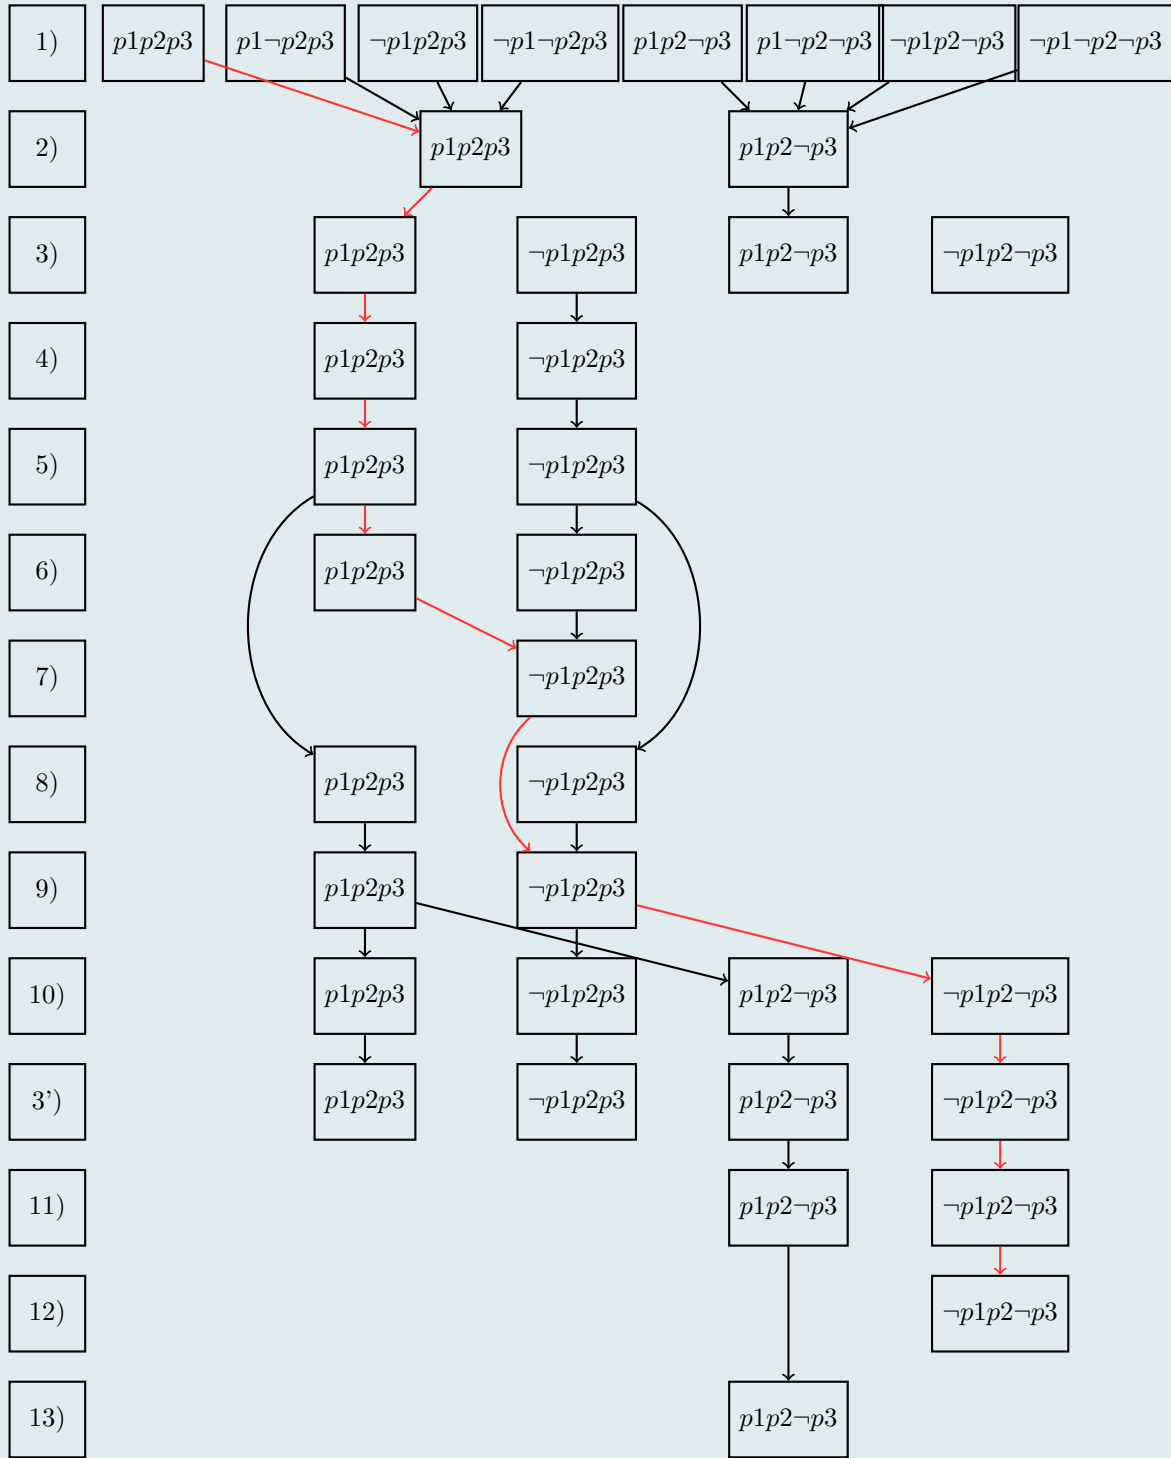 1) p1p2p3 p1¬p2p3 ¬p1p2p3 ¬p1¬p2p3 p1p2¬p3 p1¬p2¬p3 ¬p1p2¬p3 ¬p1¬p2¬p3
2) p1p2p3 p1p2¬p3
3) p1p2p3 ¬p1p2p3 p1p2¬p3 ¬p1p2¬p3
4) p1p2p3 ¬p1p2p3
5) p1p2p3 ¬p1p2p3
6) p1p2p3 ¬p1p2p3
7) ¬p1p2p3
8) p1p2p3 ¬p1p2p3
9) p1p2p3 ¬p1p2p3
10) p1p2p3 ¬p1p2p3 p1p2¬p3 ¬p1p2¬p3
3') p1p2p3 ¬p1p2p3 p1p2¬p3 ¬p1p2¬p3
11) p1p2¬p3 ¬p1p2¬p3
12) ¬p1p2¬p3
13) p1p2¬p3